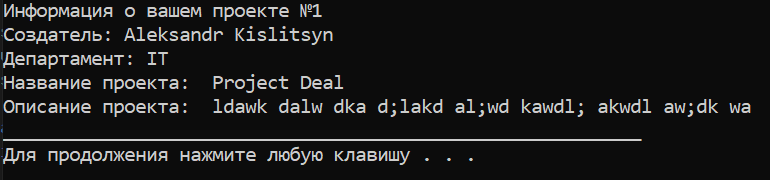 Информация о вашем проекте №1
Создатель: Aleksandr Kislitsyn
Департамент: IT
Название проекта:  Project Deal
Описание проекта:  ldawk dalw dka d;lakd al;wd kawdl; akwdl aw;dk wa
__________________________________________________________
Для продолжения нажмите любую клавишу . . .